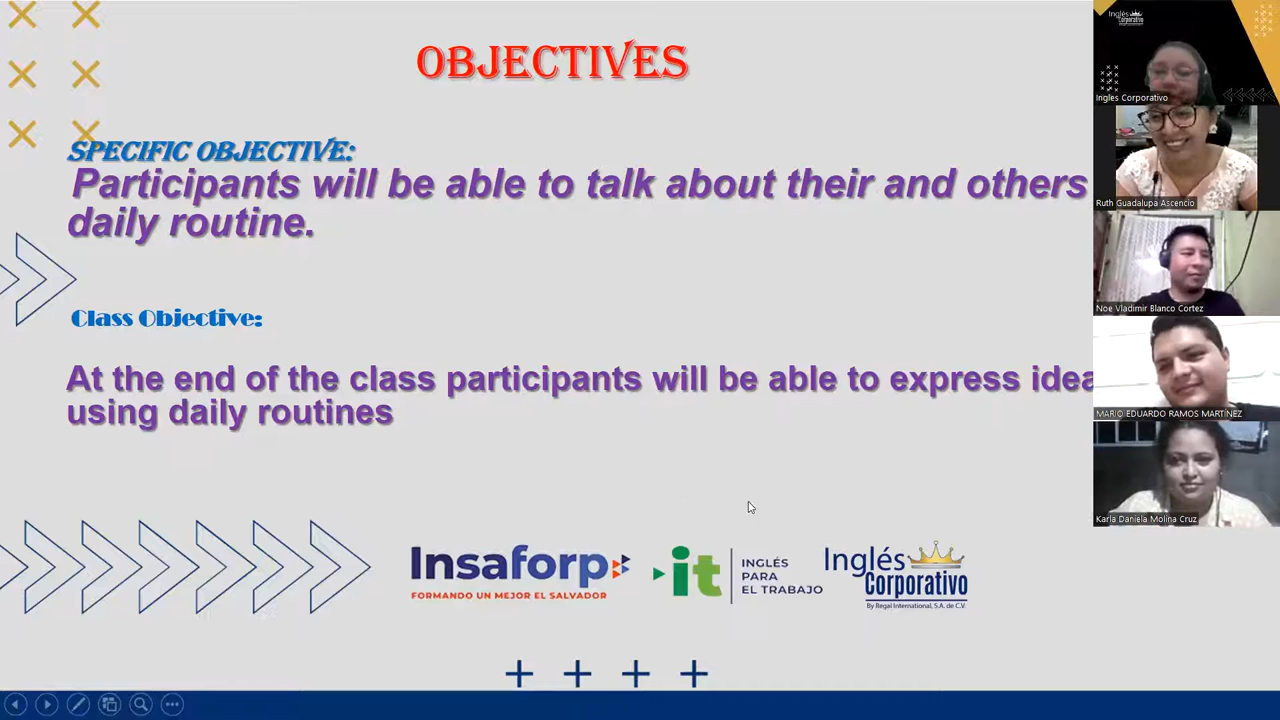 OBJECTIVES
SPECIFIC OBJECTIVE:
Participants will be able to talk about their and others
daily routine.
Class Objective:
At the end of the class participants will be able to express idea
using daily routines
Insaforp
FORMANDO UN MEJOR EL SALVADOR
it
INGLÉS
PARA
EL TRABAJO
Inglés
Corporativo
By Regal International, S.A. de C.V.
Inglés
Corporativo
Ingles Corporativo
Ruth Guadalupa Ascencio
Noe Vladimir Blanco Cortez
MARIO EDUARDO RAMOS MARTÍNEZ
Karla Daniela Molina Cruz